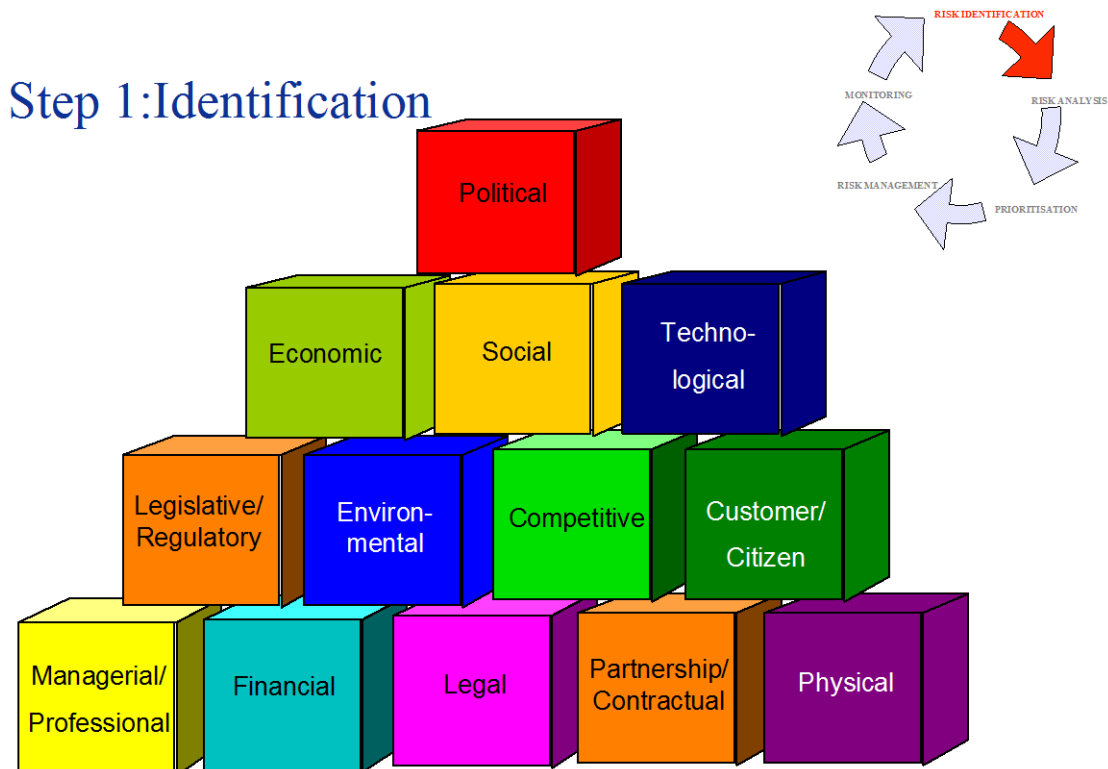 RISK IDENTIFICATION
Step 1:Identification
MONITORING
RISK ANALYSIS
RISK MANAGEMENT
PRIORITISATION
Political
Economic
Social
Techno-
logical
Legislative/
Regulatory
Environ-
mental
Competitive
Customer/
Citizen
Managerial/
Professional
Financial
Legal
Partnership/
Contractual
Physical